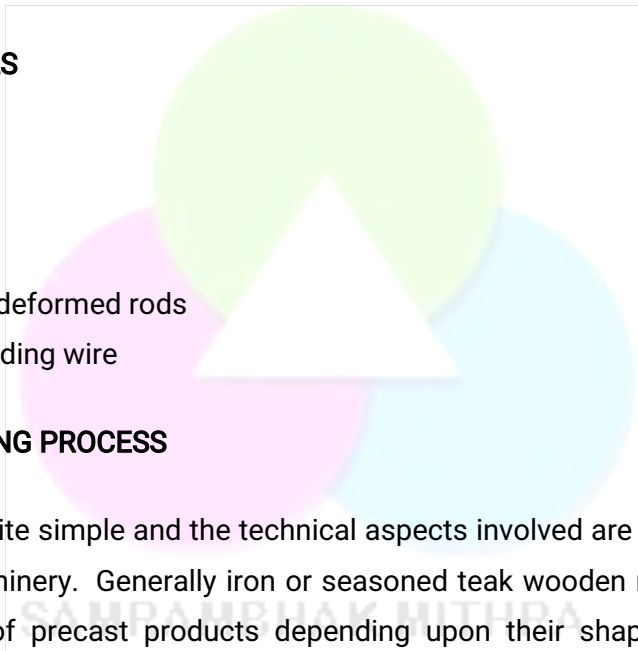 S
deformed rods
ding wire
NG PROCESS
ite simple and the technical aspects involved are
hinery. Generally iron or seasoned teak wooden
of precast products depending upon their shap
SAMRAMBHAK MITHRA